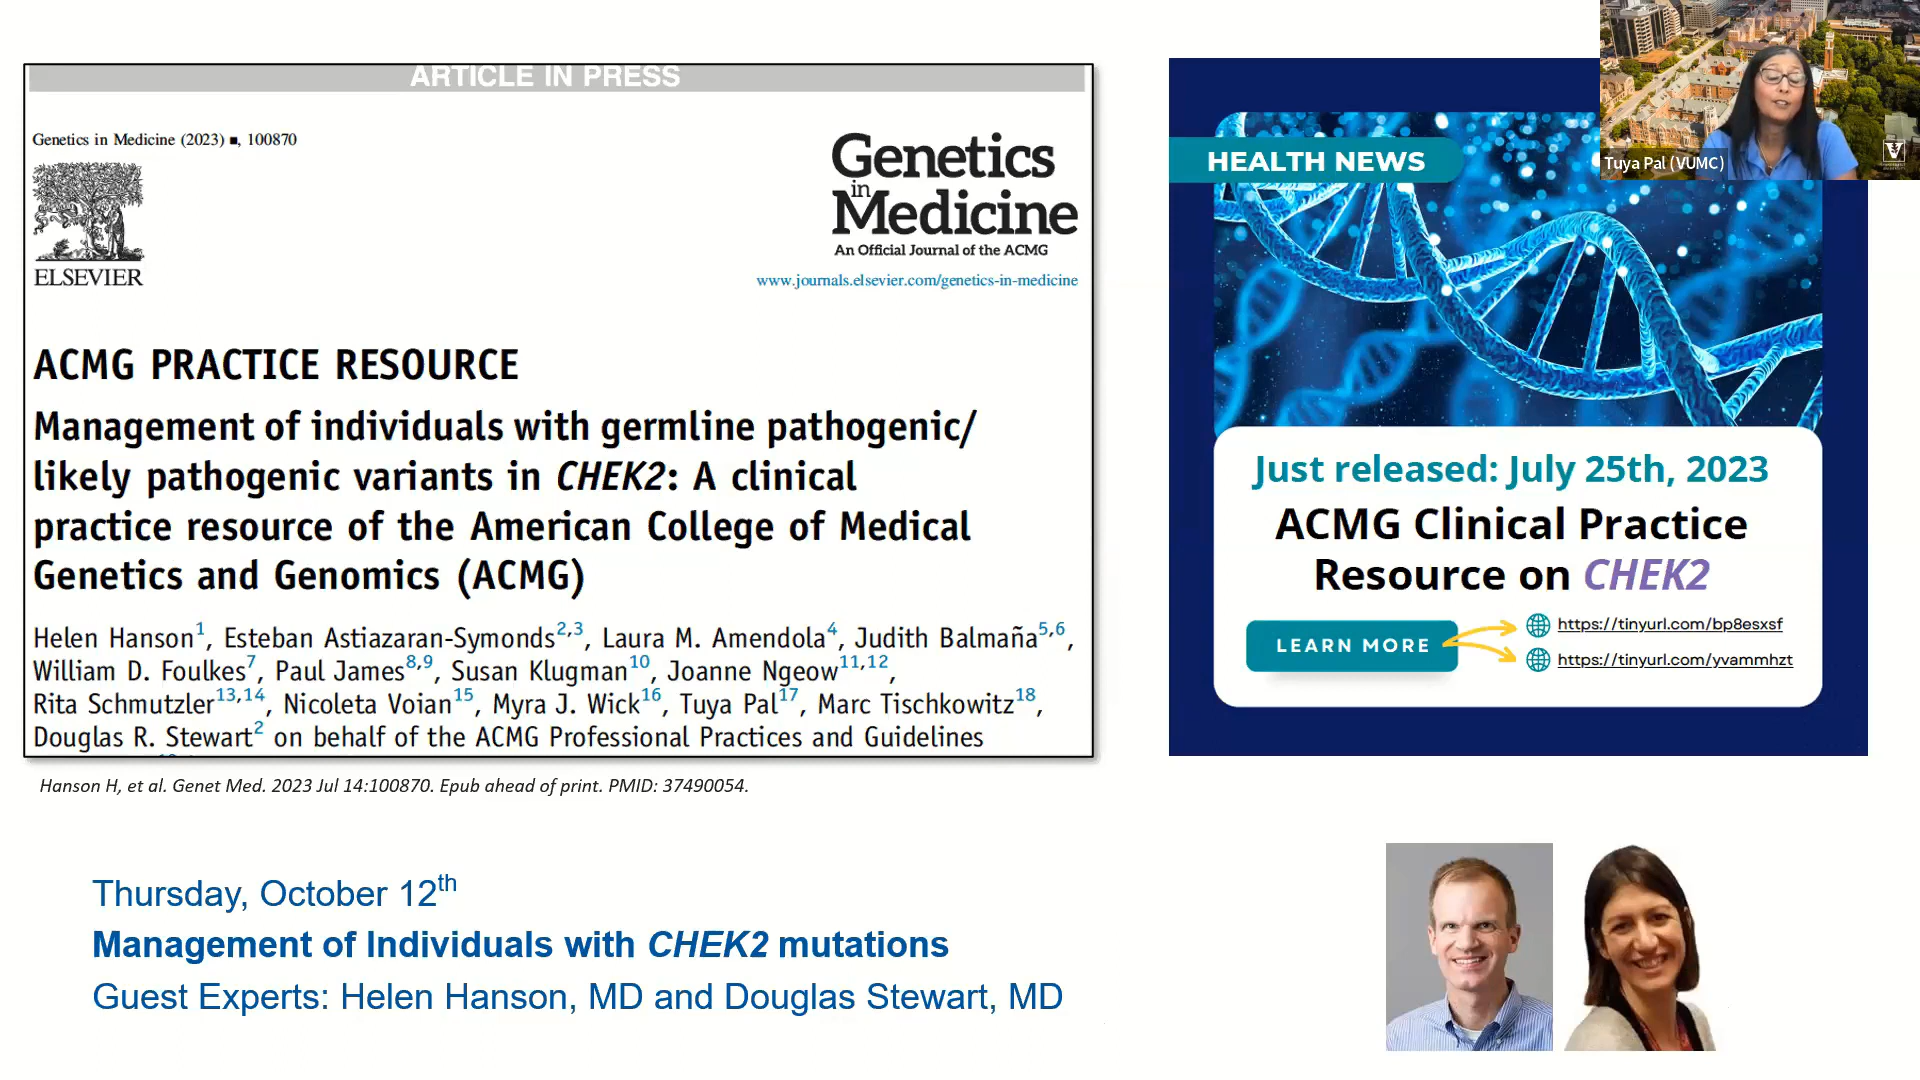 ARTICLE IN PRESS
Genetics in Medicine (2023) ■, 100870
ELSEVIER
Genetics
in
Medicine
An Official Journal of the ACMG
www.journals.elsevier.com/genetics-in-medicine
ACMG PRACTICE RESOURCE
Management of individuals with germline pathogenic/
likely pathogenic variants in CHEK2: A clinical
practice resource of the American College of Medical
Genetics and Genomics (ACMG)
Helen Hanson1, Esteban Astiazaran-Symonds2,3, Laura M. Amendola4, Judith Balmaña5,6,
William D. Foulkes7, Paul James8,9, Susan Klugman10, Joanne Ngeow11,12,
Rita Schmutzler13,14, Nicoleta Voian15, Myra J. Wick16, Tuya Pal17, Marc Tischkowitz18,
Douglas R. Stewart2 on behalf of the ACMG Professional Practices and Guidelines
Hanson H, et al. Genet Med. 2023 Jul 14:100870. Epub ahead of print. PMID: 37490054.
HEALTH NEWS
Just released: July 25th, 2023
ACMG Clinical Practice
Resource on CHEK2
LEARN MORE
https://tinyurl.com/bp8esxsf
https://tinyurl.com/yvammhzt
Tuya Pal (VUMC)
V
Thursday, October 12th
Management of Individuals with CHEK2 mutations
Guest Experts: Helen Hanson, MD and Douglas Stewart, MD